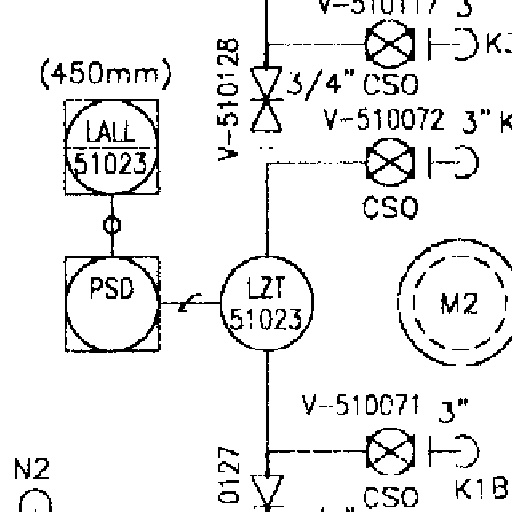 V-510117 3"
V-510128
K
(450mm)
3/4" CSO
V-510072 3" K
LALL
51023
CSO
PSD
LZT
51023
M2
V-510071 3"
0127
N2
CSO
K1B